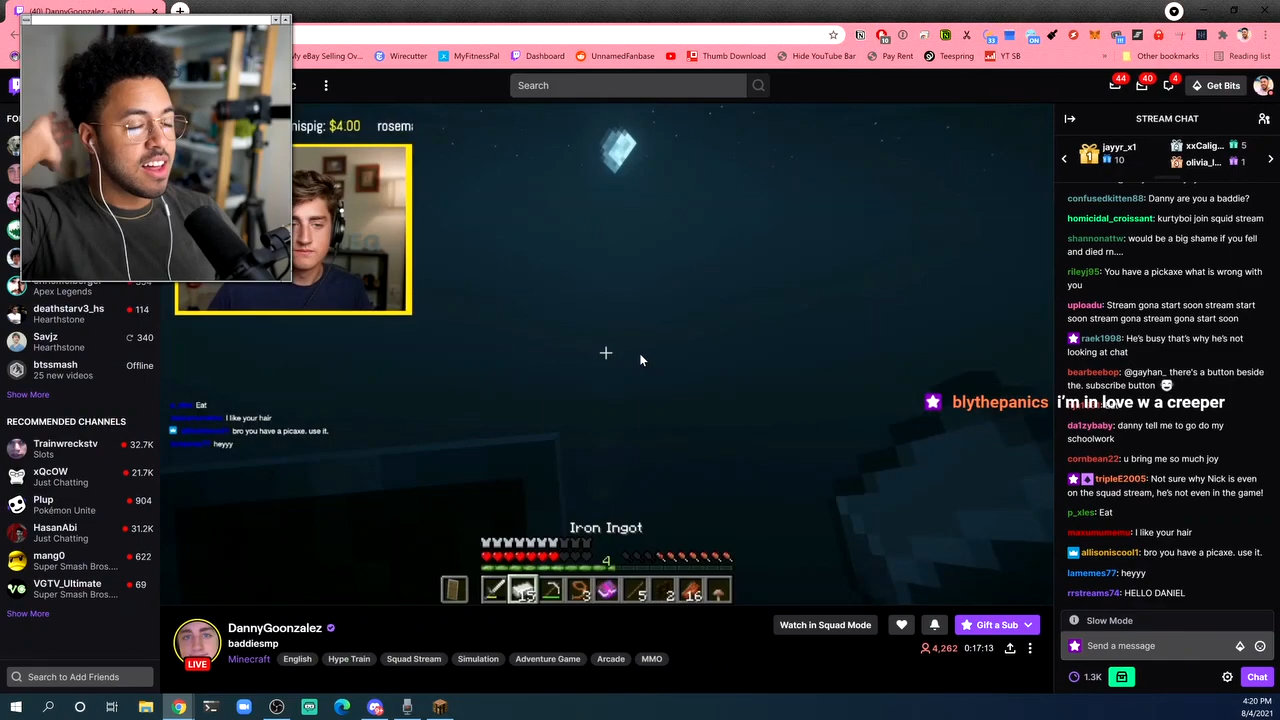 (40) DannyGoonzalez - Twitch
My eBay Selling Ov...
Wirecutter
MyFitnessPal
Dashboard
UnnamedFanbase
Thumb Download
Hide YouTube Bar
Pay Rent
Teespring
YT SB
Other bookmarks
Reading list
Search
44
40
4
Get Bits
nispig: $4.00
rosem
STREAM CHAT
jayyr_x1
10
xxCalig...
5
olivia_l...
1
confusedkitten88: Danny are you a baddie?
homicidal_croissant: kurtyboi join squid stream
shannonattw: would be a big shame if you fell
and died rn....
rileyj95: You have a pickaxe what is wrong with
you
uploadu: Stream gona start soon stream start
soon stream gona stream gona start soon
raek1998: He's busy that's why he's not
looking at chat
bearbeebop: @gayhan_ there's a button beside
the. subscribe button
blythepanics i'm in love w a creeper
da1zybaby: danny tell me to go do my
schoolwork
cornbean22: u bring me so much joy
tripleE2005: Not sure why Nick is even
on the squad stream, he's not even in the game!
p_xles: Eat
maxumumemu: I like your hair
allisoniscool1: bro you have a picaxe. use it.
lamemes77: heyyy
rrstreams74: HELLO DANIEL
Slow Mode
Send a message
1.3K
Chat
Apex Legends
deathstarv3_hs
114
Hearthstone
Savjz
340
Hearthstone
btssmash
Offline
25 new videos
Show More
RECOMMENDED CHANNELS
Trainwreckstv
32.7K
Slots
xQcOW
21.7K
Just Chatting
Plup
904
Pokémon Unite
HasanAbi
31.2K
Just Chatting
mang0
622
Super Smash Bros....
VGTV_Ultimate
69
Super Smash Bros....
Show More
Search to Add Friends
Eat
I like your hair
bro you have a picaxe. use it.
heyyy
Iron Ingot
4
15
3
5
2
16
DannyGoonzalez
baddiesmp
LIVE
Minecraft
English
Hype Train
Squad Stream
Simulation
Adventure Game
Arcade
MMO
Watch in Squad Mode
Gift a Sub
4,262
0:17:13
4:20 PM
8/4/2021